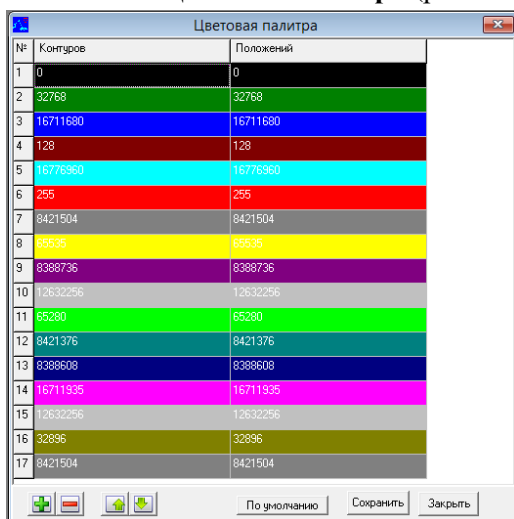 Цветовая палитра
№ Контуров Положений
1 0 0
2 32768 32768
3 16711680 16711680
4 128 128
5 16776960 16776960
6 255 255
7 8421504 8421504
8 65535 65535
9 8388736 8388736
10 12632256 12632256
11 65280 65280
12 8421376 8421376
13 8388608 8388608
14 16711935 16711935
15 12632256 12632256
16 32896 32896
17 8421504 8421504
По умолчанию Сохранить Закрыть